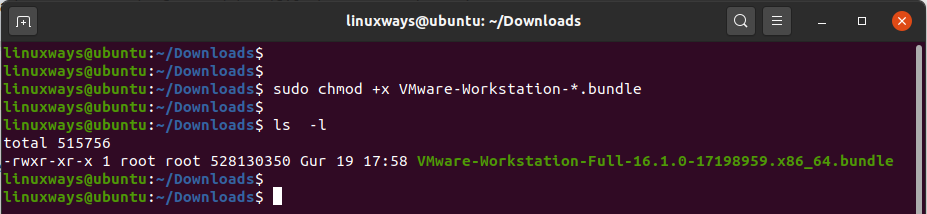 linuxways@ubuntu: ~/Downloads
linuxways@ubuntu:~/Downloads$
linuxways@ubuntu:~/Downloads$
linuxways@ubuntu:~/Downloads$ sudo chmod +x VMware-Workstation-*.bundle
linuxways@ubuntu:~/Downloads$
linuxways@ubuntu:~/Downloads$ ls  -l
total 515756
-rwxr-xr-x 1 root root 528130350 Gur 19 17:58 VMware-Workstation-Full-16.1.0-17198959.x86_64.bundle
linuxways@ubuntu:~/Downloads$
linuxways@ubuntu:~/Downloads$